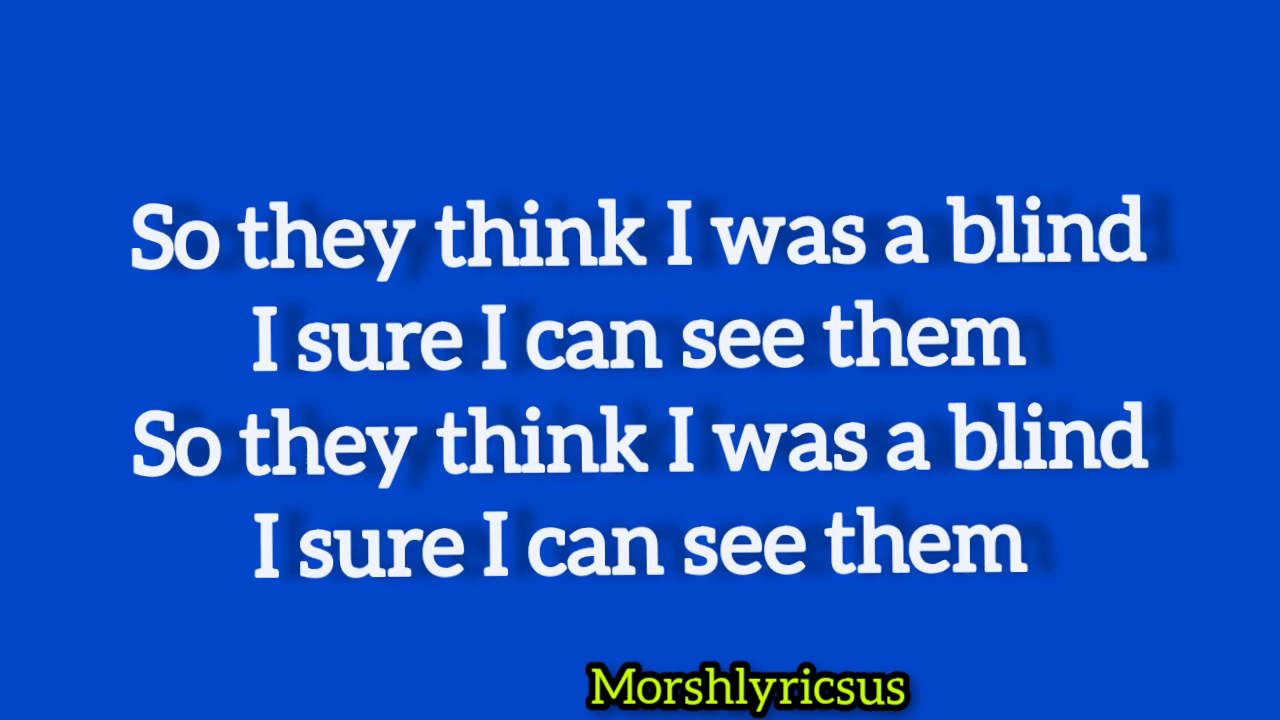 So they think I was a blind
I sure I can see them
So they think I was a blind
I sure I can see them
Morshlyricsus